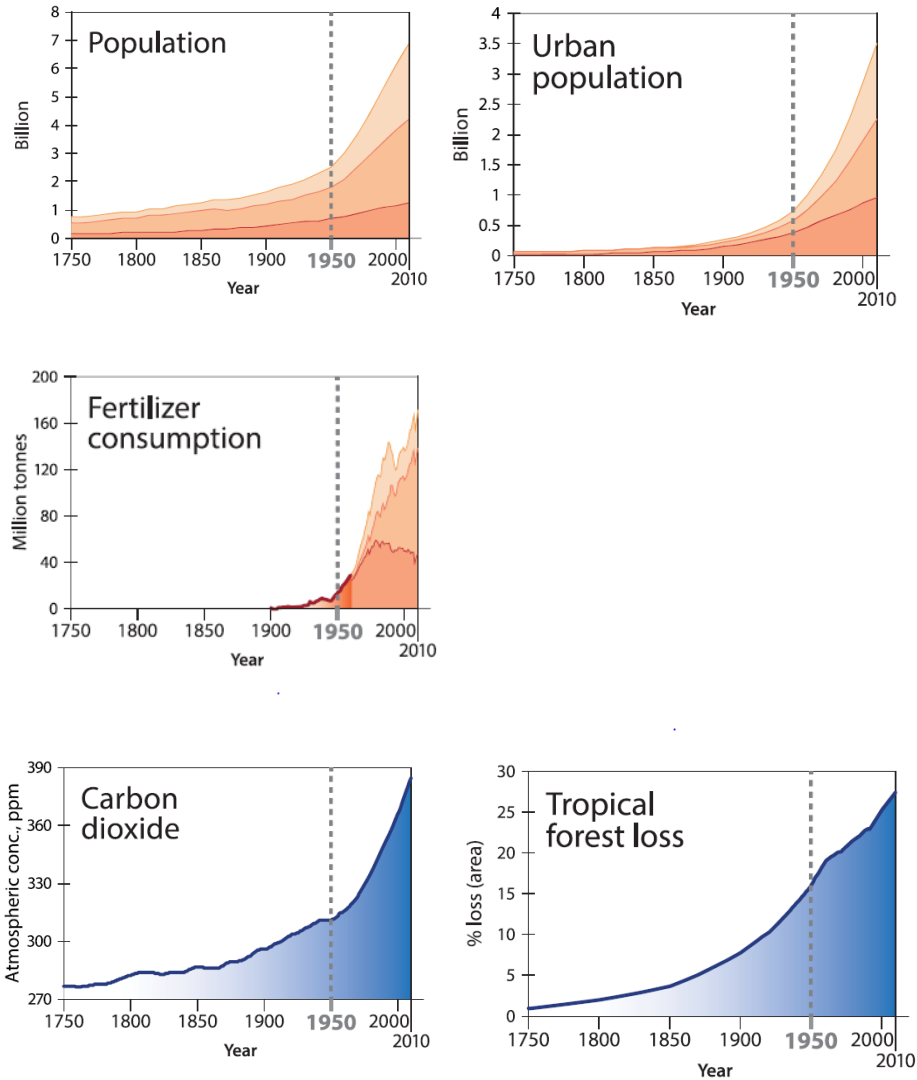 Population
Billion
8
7
6
5
4
3
2
1
0
1750 1800 1850 1900 1950 2000
2010
Year
Urban
population
Billion
4
3.5
3
2.5
2
1.5
1
0.5
0
1750 1800 1850 1900 1950 2000
2010
Year
Fertilizer
consumption
Million tonnes
200
160
120
80
40
0
1750 1800 1850 1900 1950 2000
2010
Year
Carbon
dioxide
Atmospheric conc., ppm
390
360
330
300
270
1750 1800 1850 1900 1950 2000
2010
Year
Tropical
forest loss
% loss (area)
30
25
20
15
10
5
0
1750 1800 1850 1900 1950 2000
2010
Year